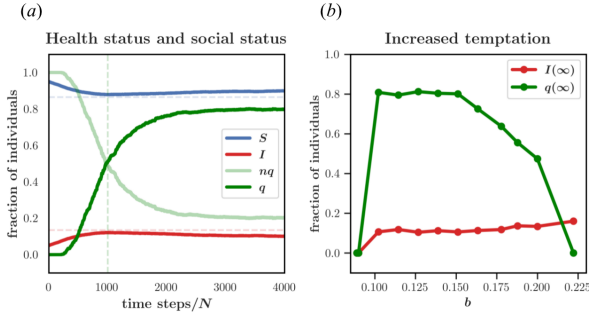 (a)
Health status and social status
fraction of individuals
1.0
0.8
0.6
0.4
0.2
0.0
S
I
nq
q
0
1000
2000
3000
4000
time steps/N
(b)
Increased temptation
fraction of individuals
1.0
0.8
0.6
0.4
0.2
0.0
I(∞)
q(∞)
0.100
0.125
0.150
0.175
0.200
0.225
b